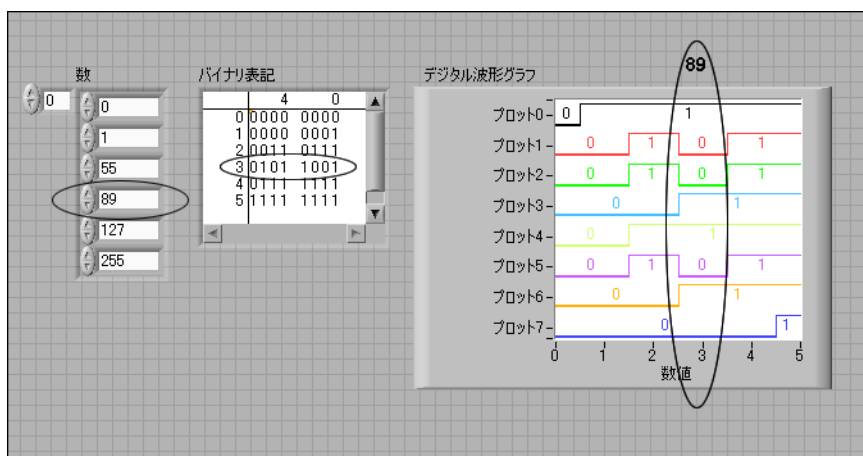 数
0
0
1
55
89
127
255
バイナリ表記
4 0
0 0000 0000
1 0000 0001
2 0011 0111
3 0101 1001
4 0111 1111
5 1111 1111
デジタル波形グラフ
89
プロット0 0 1
プロット1 0 1 0 1
プロット2 0 1 0 1
プロット3 0 1
プロット4 0 1
プロット5 0 1 0 1
プロット6 0 1
プロット7 0 1
0 1 2 3 4 5
数値